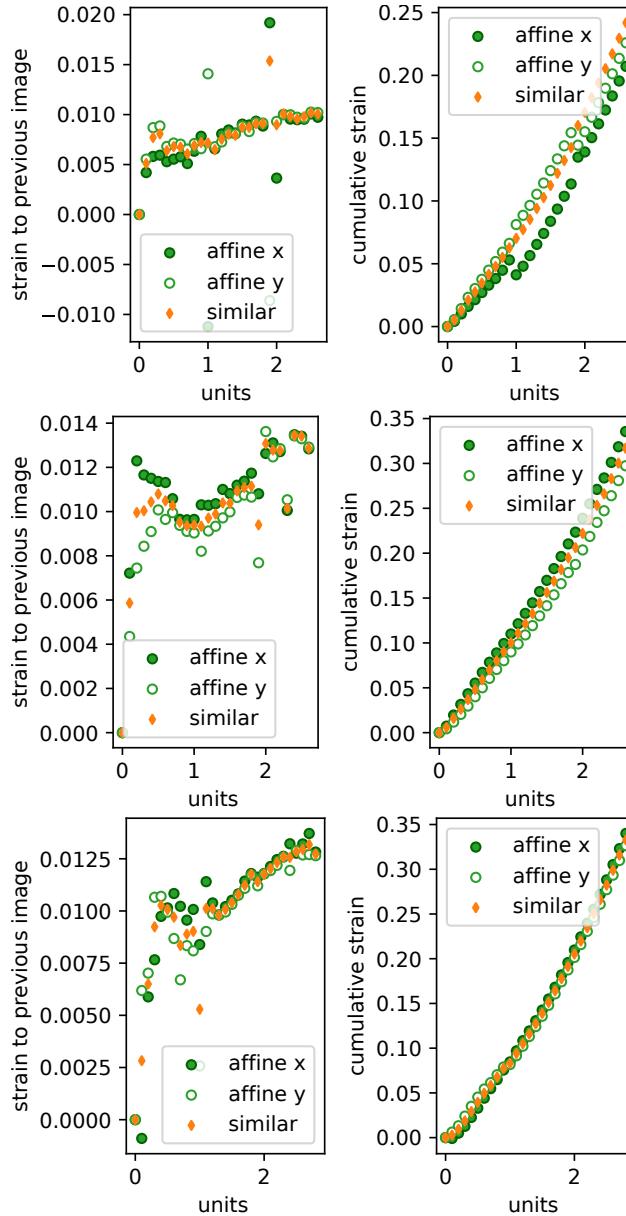 strain to previous image
0.020
0.015
0.010
0.005
0.000
−0.005
−0.010
affine x
affine y
similar
0
1
2
units
cumulative strain
0.25
0.20
0.15
0.10
0.05
0.00
affine x
affine y
similar
0
1
2
units
strain to previous image
0.014
0.012
0.010
0.008
0.006
0.004
0.002
0.000
affine x
affine y
similar
0
1
2
units
cumulative strain
0.35
0.30
0.25
0.20
0.15
0.10
0.05
0.00
affine x
affine y
similar
0
1
2
units
strain to previous image
0.0125
0.0100
0.0075
0.0050
0.0025
0.0000
affine x
affine y
similar
0
2
units
cumulative strain
0.35
0.30
0.25
0.20
0.15
0.10
0.05
0.00
affine x
affine y
similar
0
2
units